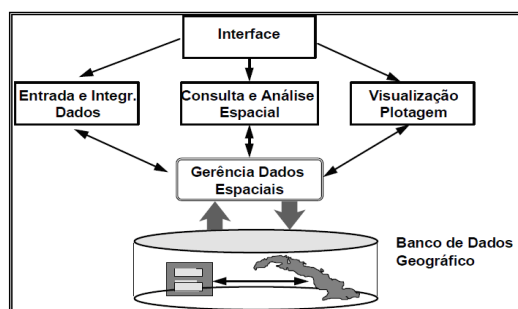 Interface
Entrada e Integr.
Dados
Consulta e Análise
Espacial
Visualização
Plotagem
Gerência Dados
Espaciais
Banco de Dados
Geográfico